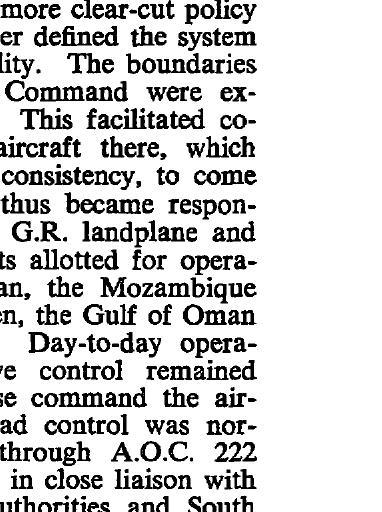 more clear-cut policy
er defined the system
lity. The boundaries
Command were ex-
This facilitated co-
aircraft there, which
consistency, to come
thus became respon-
G.R. landplane and
ts allotted for opera-
an, the Mozambique
en, the Gulf of Oman
Day-to-day opera-
ve control remained
se command the air-
ad control was nor-
through A.O.C. 222
in close liaison with
uthorities and South